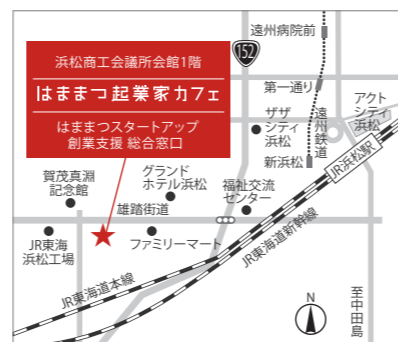 遠州病院前
152
浜松商工会議所会館1階
はままつ起業家カフェ
はままつスタートアップ
創業支援 総合窓口
第一通り
ザザ
シティ
浜松
遠州鉄道
アクト
シティ
浜松
新浜松
JR浜松駅
賀茂真淵
記念館
グランド
ホテル浜松
福祉交流
センター
雄踏街道
JR東海
浜松工場
ファミリーマート
JR東海道新幹線
JR東海道本線
N
至中田島